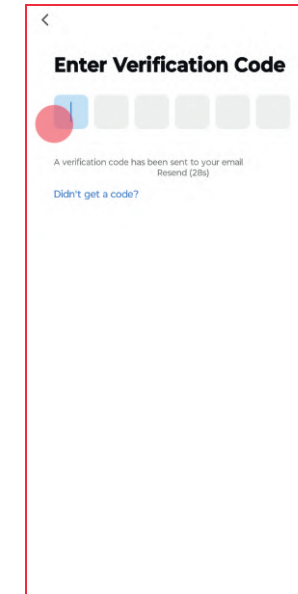 Enter Verification Code
A verification code has been sent to your email
Resend (28s)
Didn't get a code?